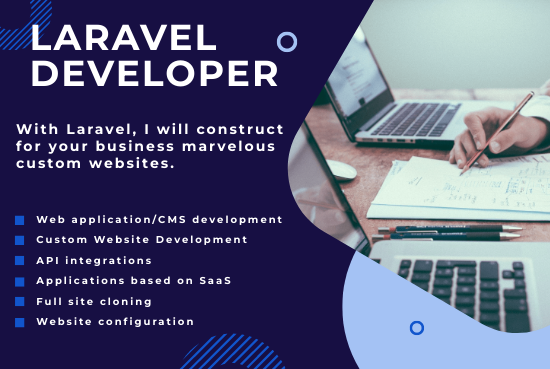 LARAVEL
DEVELOPER
With Laravel, I will construct
for your business marvelous
custom websites.
Web application/CMS development
Custom Website Development
API integrations
Applications based on SaaS
Full site cloning
Website configuration